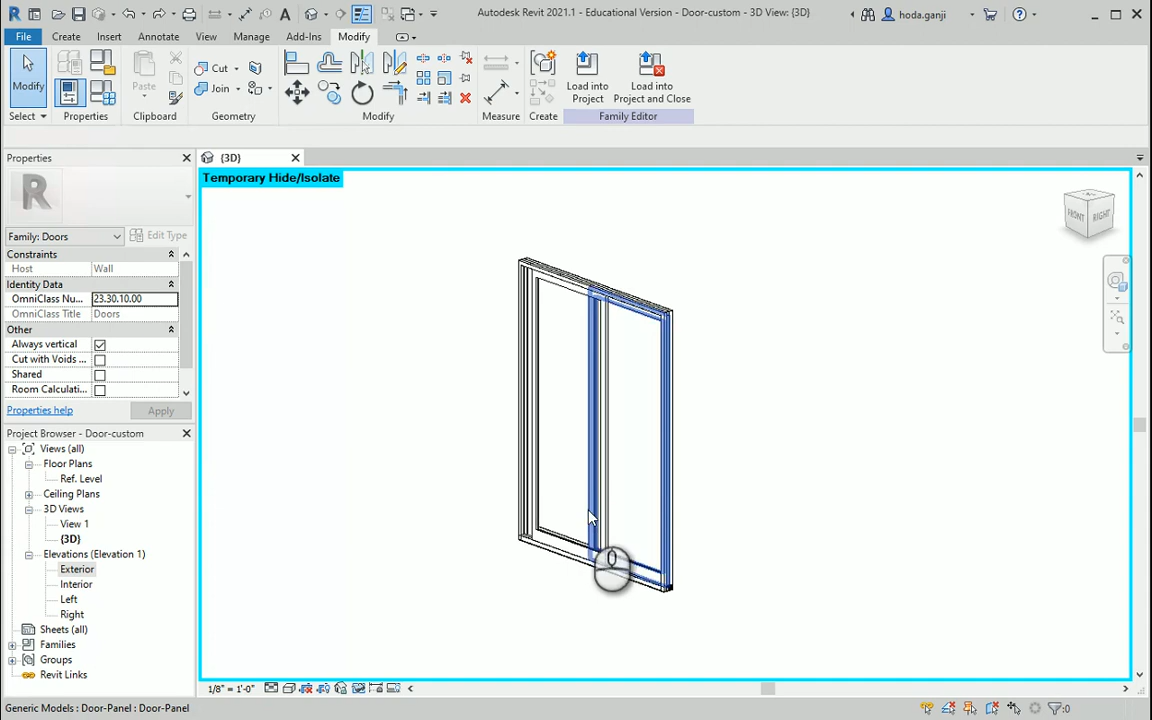 Autodesk Revit 2021.1 - Educational Version - Door-custom - 3D View: {3D}
hoda.ganji
File Create Insert Annotate View Manage Add-Ins Modify
Modify
Paste
Cut
Join
Load into Project
Load into Project and Close
Select Properties Clipboard Geometry Modify Measure Create Family Editor
Properties
{3D}
Temporary Hide/Isolate
FRONT RIGHT
R
Family: Doors
Edit Type
Constraints
Host Wall
Identity Data
OmniClass Nu... 23.30.10.00
OmniClass Title Doors
Other
Always vertical
Cut with Voids ...
Shared
Room Calculati...
Properties help
Apply
Project Browser - Door-custom
Views (all)
Floor Plans
Ref. Level
Ceiling Plans
3D Views
View 1
{3D}
Elevations (Elevation 1)
Exterior
Interior
Left
Right
Sheets (all)
Families
Groups
Revit Links
1/8" = 1'-0"
Generic Models : Door-Panel : Door-Panel
:0